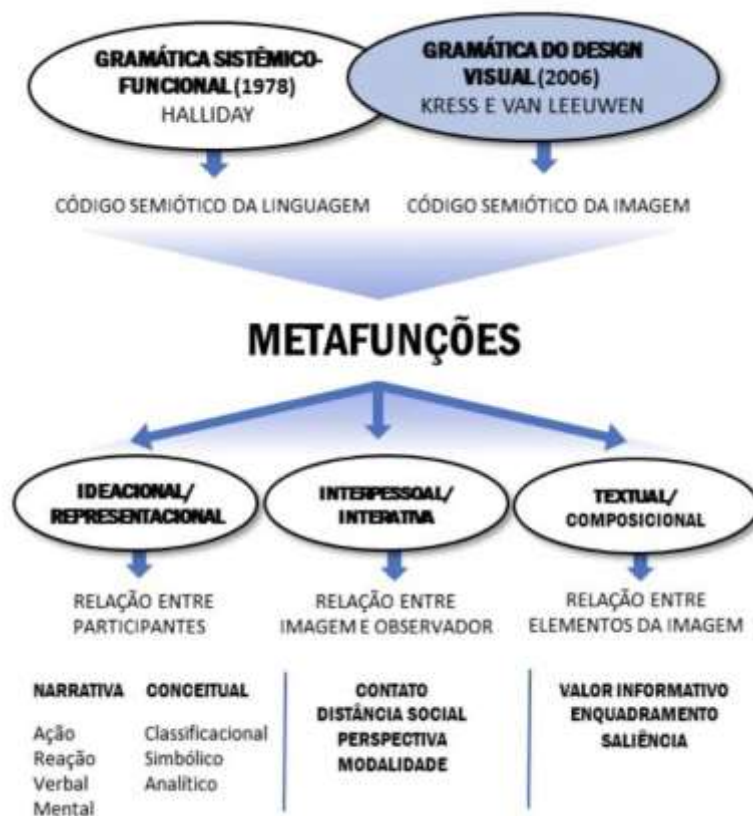 GRAMÁTICA SISTÊMICO-
FUNCIONAL (1978)
HALLIDAY
GRAMÁTICA DO DESIGN
VISUAL (2006)
KRESS E VAN LEEUWEN
CÓDIGO SEMIÓTICO DA LINGUAGEM
CÓDIGO SEMIÓTICO DA IMAGEM
METAFUNÇÕES
IDEACIONAL/
REPRESENTACIONAL
INTERPESSOAL/
INTERATIVA
TEXTUAL/
COMPOSICIONAL
RELAÇÃO ENTRE
PARTICIPANTES
RELAÇÃO ENTRE
IMAGEM E OBSERVADOR
RELAÇÃO ENTRE
ELEMENTOS DA IMAGEM
NARRATIVA
Ação
Reação
Verbal
Mental
CONCEITUAL
Classificacional
Simbólico
Analítico
CONTATO
DISTÂNCIA SOCIAL
PERSPECTIVA
MODALIDADE
VALOR INFORMATIVO
ENQUADRAMENTO
SALIÊNCIA